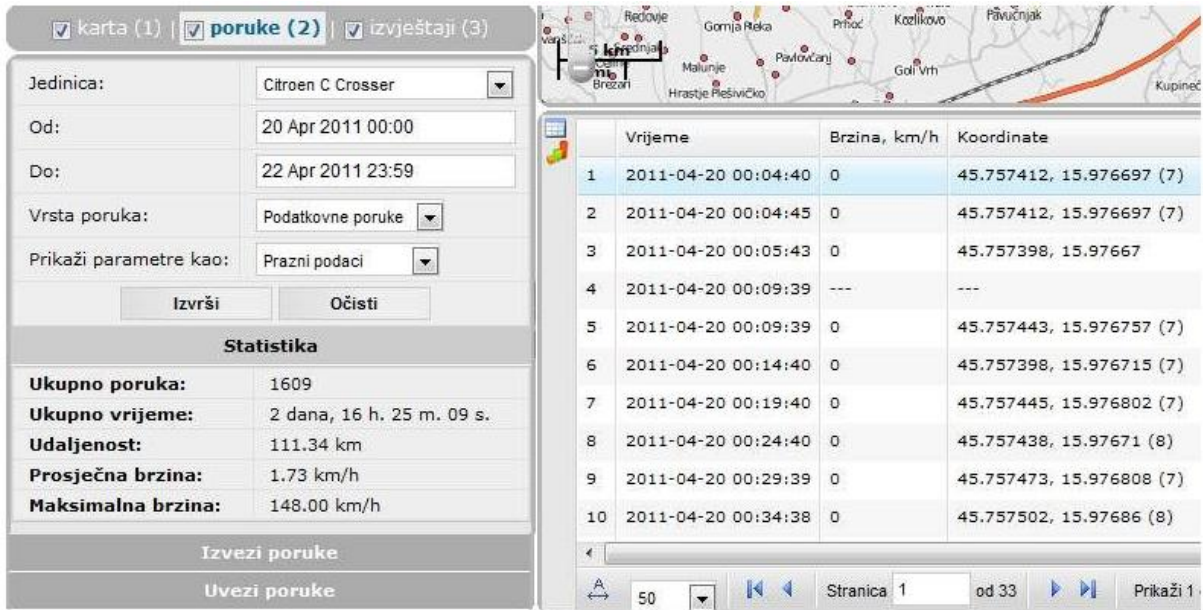 karta (1) | poruke (2) | izvještaji (3)
Jedinica: Citroen C Crosser
Od: 20 Apr 2011 00:00
Do: 22 Apr 2011 23:59
Vrsta poruka: Podatkovne poruke
Prikaži parametre kao: Prazni podaci
Izvrši Očisti
Statistika
Ukupno poruka: 1609
Ukupno vrijeme: 2 dana, 16 h. 25 m. 09 s.
Udaljenost: 111.34 km
Prosječna brzina: 1.73 km/h
Maksimalna brzina: 148.00 km/h
Izvezi poruke
Uvezi poruke
Redovje
Gornja Reka
Prhoć
Kozlikovo
Pavučnjak
5 km
Pavlovčani
Malunje
Goli Vrh
Brezari
Hrastje Plešivičko
Kupineć
Vrijeme Brzina, km/h Koordinate
1 2011-04-20 00:04:40 0 45.757412, 15.976697 (7)
2 2011-04-20 00:04:45 0 45.757412, 15.976697 (7)
3 2011-04-20 00:05:43 0 45.757398, 15.97667
4 2011-04-20 00:09:39 --- ---
5 2011-04-20 00:09:39 0 45.757443, 15.976757 (7)
6 2011-04-20 00:14:40 0 45.757398, 15.976715 (7)
7 2011-04-20 00:19:40 0 45.757445, 15.976802 (7)
8 2011-04-20 00:24:40 0 45.757438, 15.97671 (8)
9 2011-04-20 00:29:39 0 45.757473, 15.976808 (7)
10 2011-04-20 00:34:38 0 45.757502, 15.97686 (8)
A 50 Stranica 1 od 33 Prikaži 1